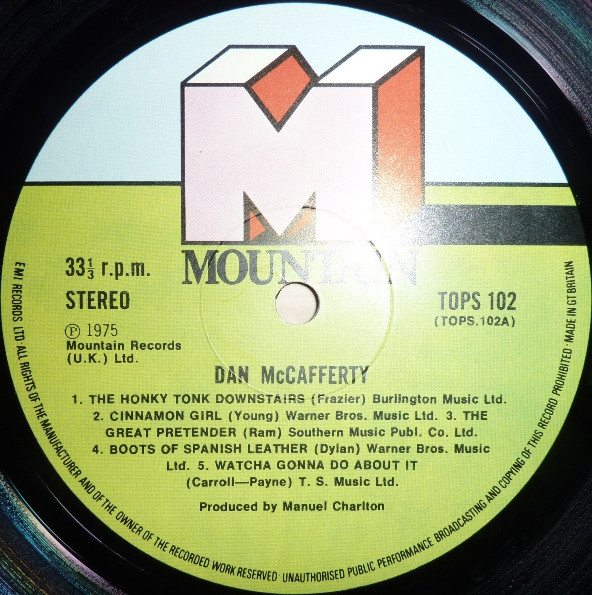 M
MOUNTAIN
33⅓ r.p.m.
STEREO
TOPS 102
(TOPS.102A)
Ⓟ 1975
Mountain Records
(U.K.) Ltd.
DAN McCAFFERTY
1. THE HONKY TONK DOWNSTAIRS (Frazier) Burlington Music Ltd.
2. CINNAMON GIRL (Young) Warner Bros. Music Ltd. 3. THE
GREAT PRETENDER (Ram) Southern Music Publ. Co. Ltd.
4. BOOTS OF SPANISH LEATHER (Dylan) Warner Bros. Music
Ltd. 5. WATCHA GONNA DO ABOUT IT
(Carroll—Payne) T. S. Music Ltd.
Produced by Manuel Charlton
EMI RECORDS LTD·ALL RIGHTS OF THE MANUFACTURER AND OF THE OWNER OF THE RECORDED WORK RESERVED UNAUTHORISED PUBLIC PERFORMANCE BROADCASTING AND COPYING OF THIS RECORD PROHIBITED·MADE IN GT BRITAIN